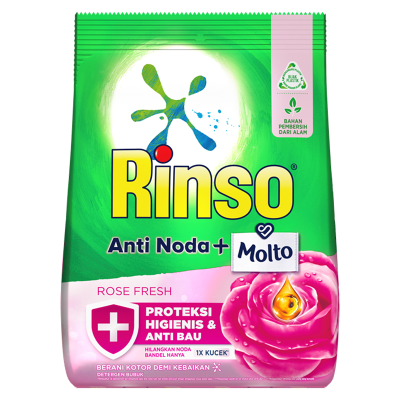 Rinso®
Anti Noda + Molto
BAHAN
PEMBERSIH
DARI ALAM
ROSE FRESH
PROTEKSI
HIGIENIS &
ANTI BAU
HILANGKAN NODA
BANDEL HANYA 1X KUCEK*
BERANI KOTOR DEMI KEBAIKAN
DETERGEN BUBUK